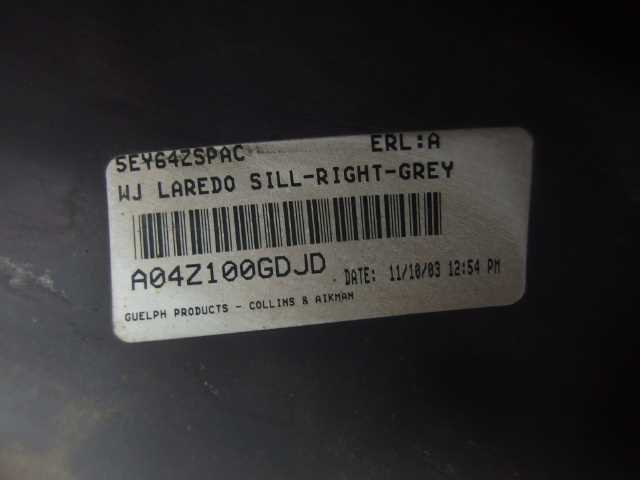 5EY64ZSPAC ERL:A
WJ LAREDO SILL-RIGHT-GREY
A04Z100GDJD DATE: 11/10/03 12:54 PM
GUELPH PRODUCTS - COLLINS & AIKMAN